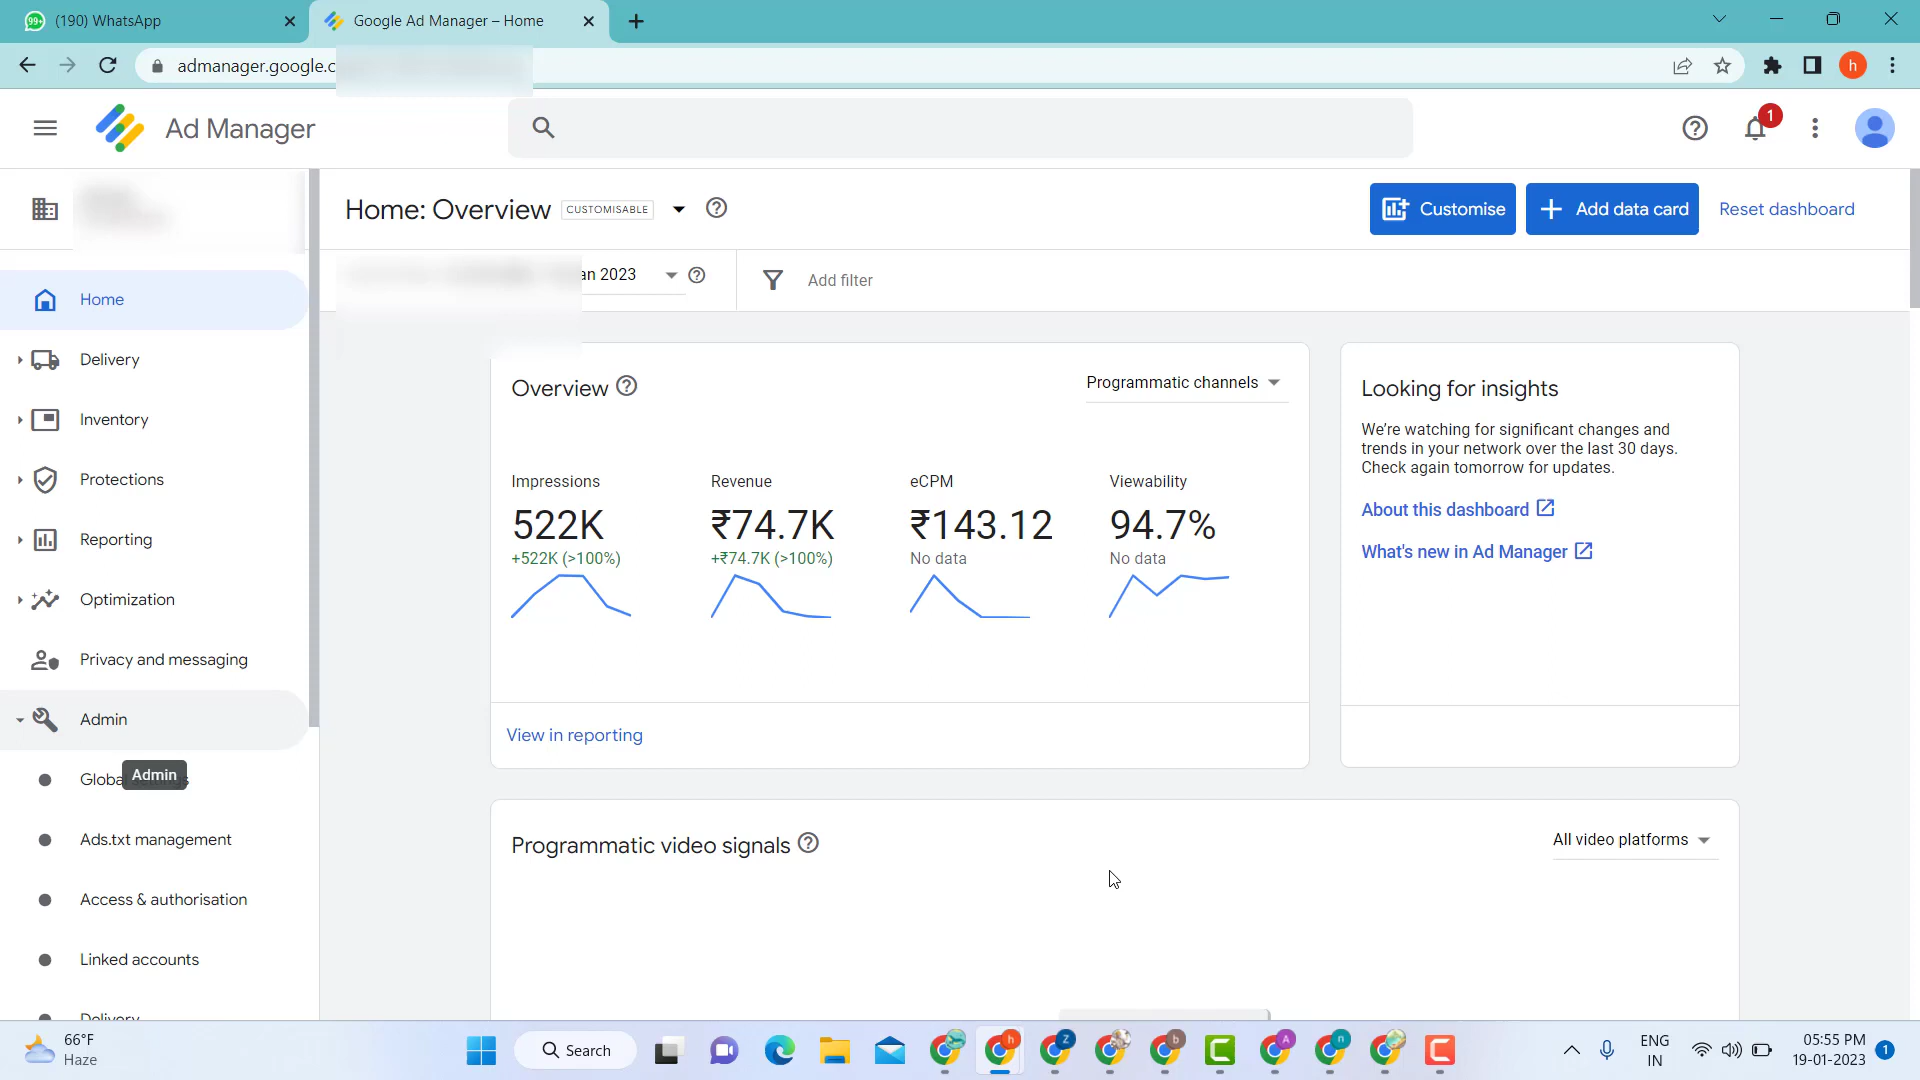 99+ (190) WhatsApp
Google Ad Manager – Home
admanager.google.c
h
Ad Manager
1
Home: Overview CUSTOMISABLE
Customise
Add data card
Reset dashboard
an 2023
Add filter
Home
Delivery
Inventory
Protections
Reporting
Optimization
Privacy and messaging
Admin
Admin
Ads.txt management
Access & authorisation
Linked accounts
Delivery
Overview
Programmatic channels
Impressions
522K
+522K (>100%)
Revenue
₹74.7K
+₹74.7K (>100%)
eCPM
₹143.12
No data
Viewability
94.7%
No data
View in reporting
Looking for insights
We're watching for significant changes and
trends in your network over the last 30 days.
Check again tomorrow for updates.
About this dashboard
What's new in Ad Manager
Programmatic video signals
All video platforms
66°F
Haze
Search
h
Z
b
A
n
ENG
IN
05:55 PM
19-01-2023
1